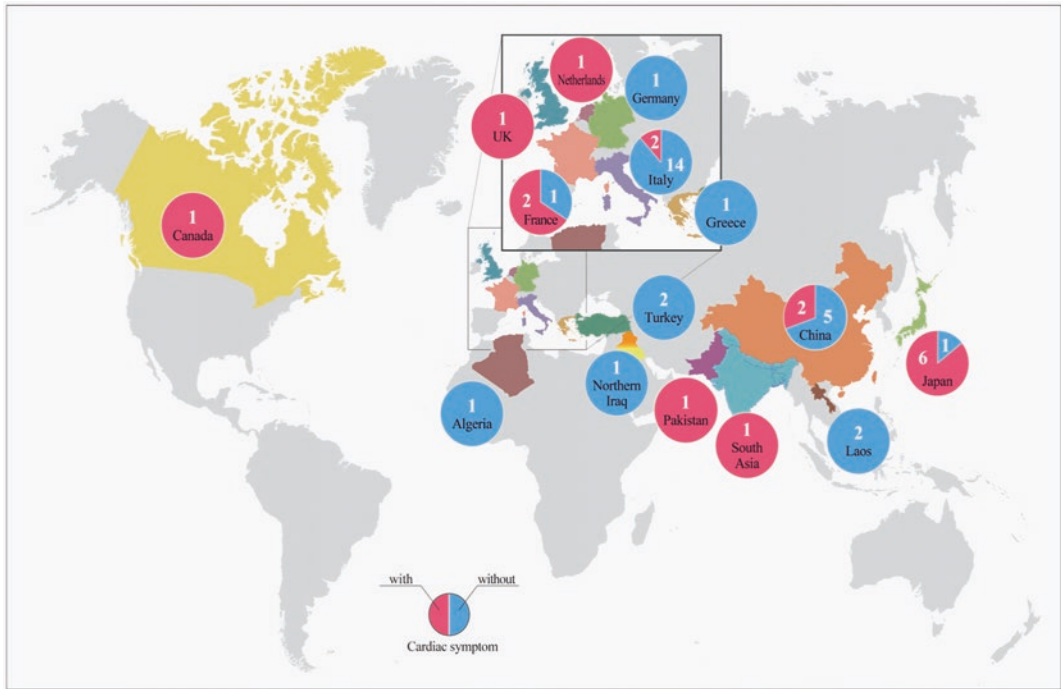 1
Netherlands
1
Germany
1
UK
2
14
Italy
2
1
France
1
Greece
1
Canada
2
Turkey
2
5
China
6
1
Japan
1
Northern
Iraq
1
Algeria
1
Pakistan
1
South
Asia
2
Laos
with
without
Cardiac symptom